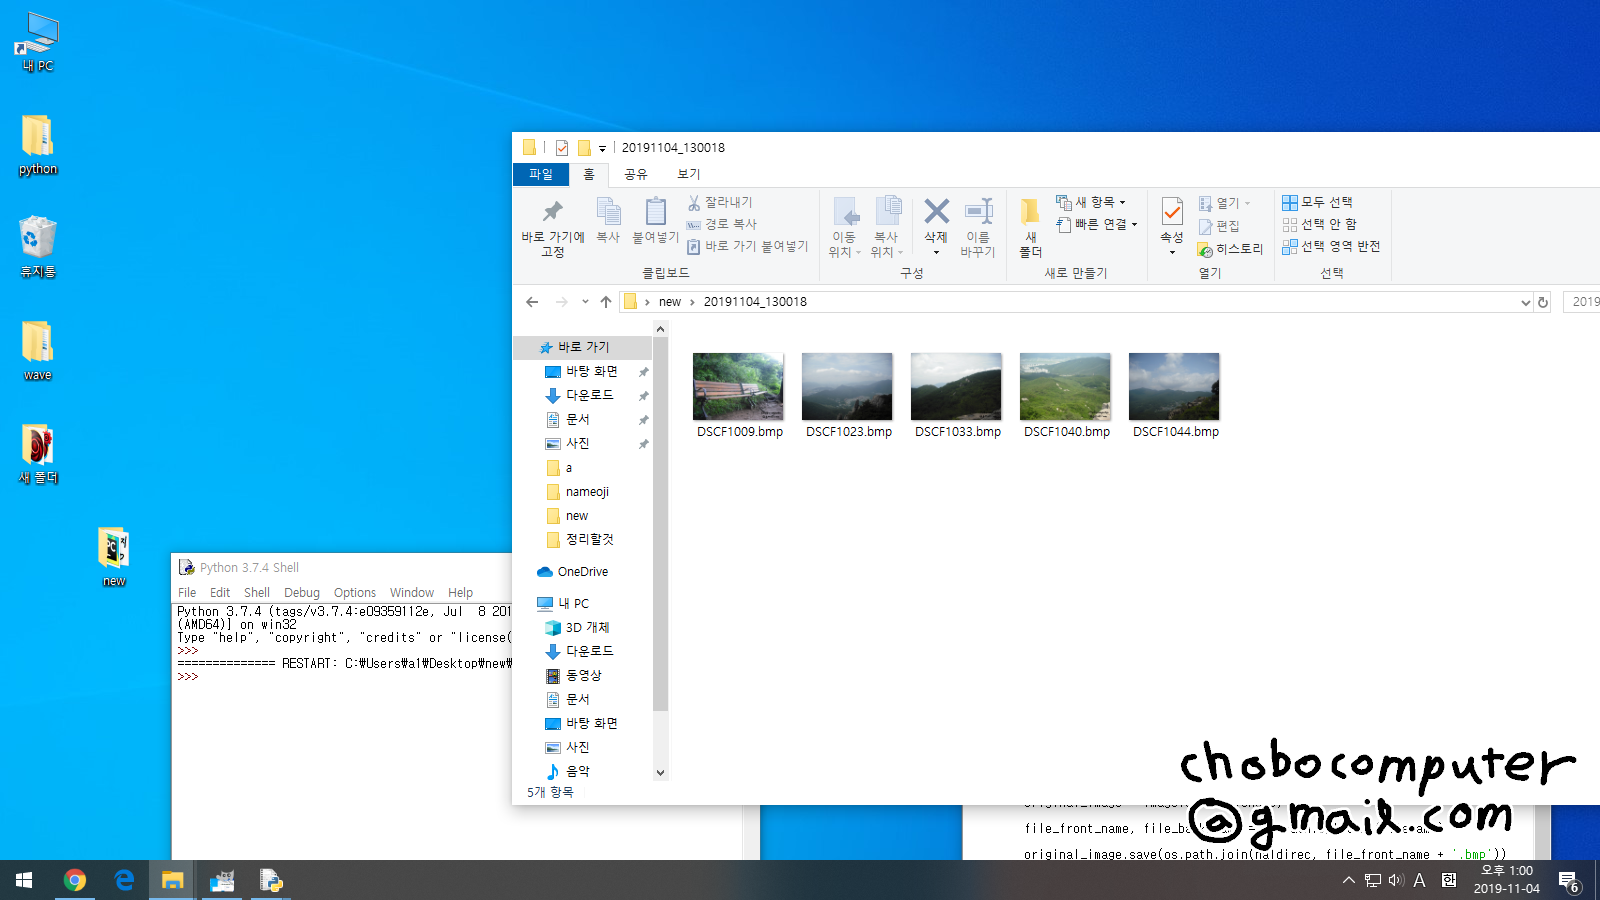 내 PC
python
휴지통
wave
새 폴더
new
20191104_130018
파일 홈 공유 보기
바로 가기에 고정
복사
붙여넣기
잘라내기
경로 복사
바로 가기 붙여넣기
클립보드
이동 위치
복사 위치
삭제
이름 바꾸기
구성
새 폴더
새 항목
빠른 연결
새로 만들기
속성
열기
편집
히스토리
열기
모두 선택
선택 안 함
선택 영역 반전
선택
new 20191104_130018
2019
바로 가기
바탕 화면
다운로드
문서
사진
a
nameoji
new
정리할것
OneDrive
내 PC
3D 개체
다운로드
동영상
문서
바탕 화면
사진
음악
5개 항목
DSCF1009.bmp DSCF1023.bmp DSCF1033.bmp DSCF1040.bmp DSCF1044.bmp
Python 3.7.4 Shell
File Edit Shell Debug Options Window Help
Python 3.7.4 (tags/v3.7.4:e09359112e, Jul 8 201
(AMD64)] on win32
Type "help", "copyright", "credits" or "license(
>>>
============== RESTART: C:₩Users₩a1₩Desktop₩new₩
>>>
chobocomputer
@gmail.com
file_front_name,
original_image.save(os.path.join( file_front_name + '.bmp'))
A 한
오후 1:00
2019-11-04
6